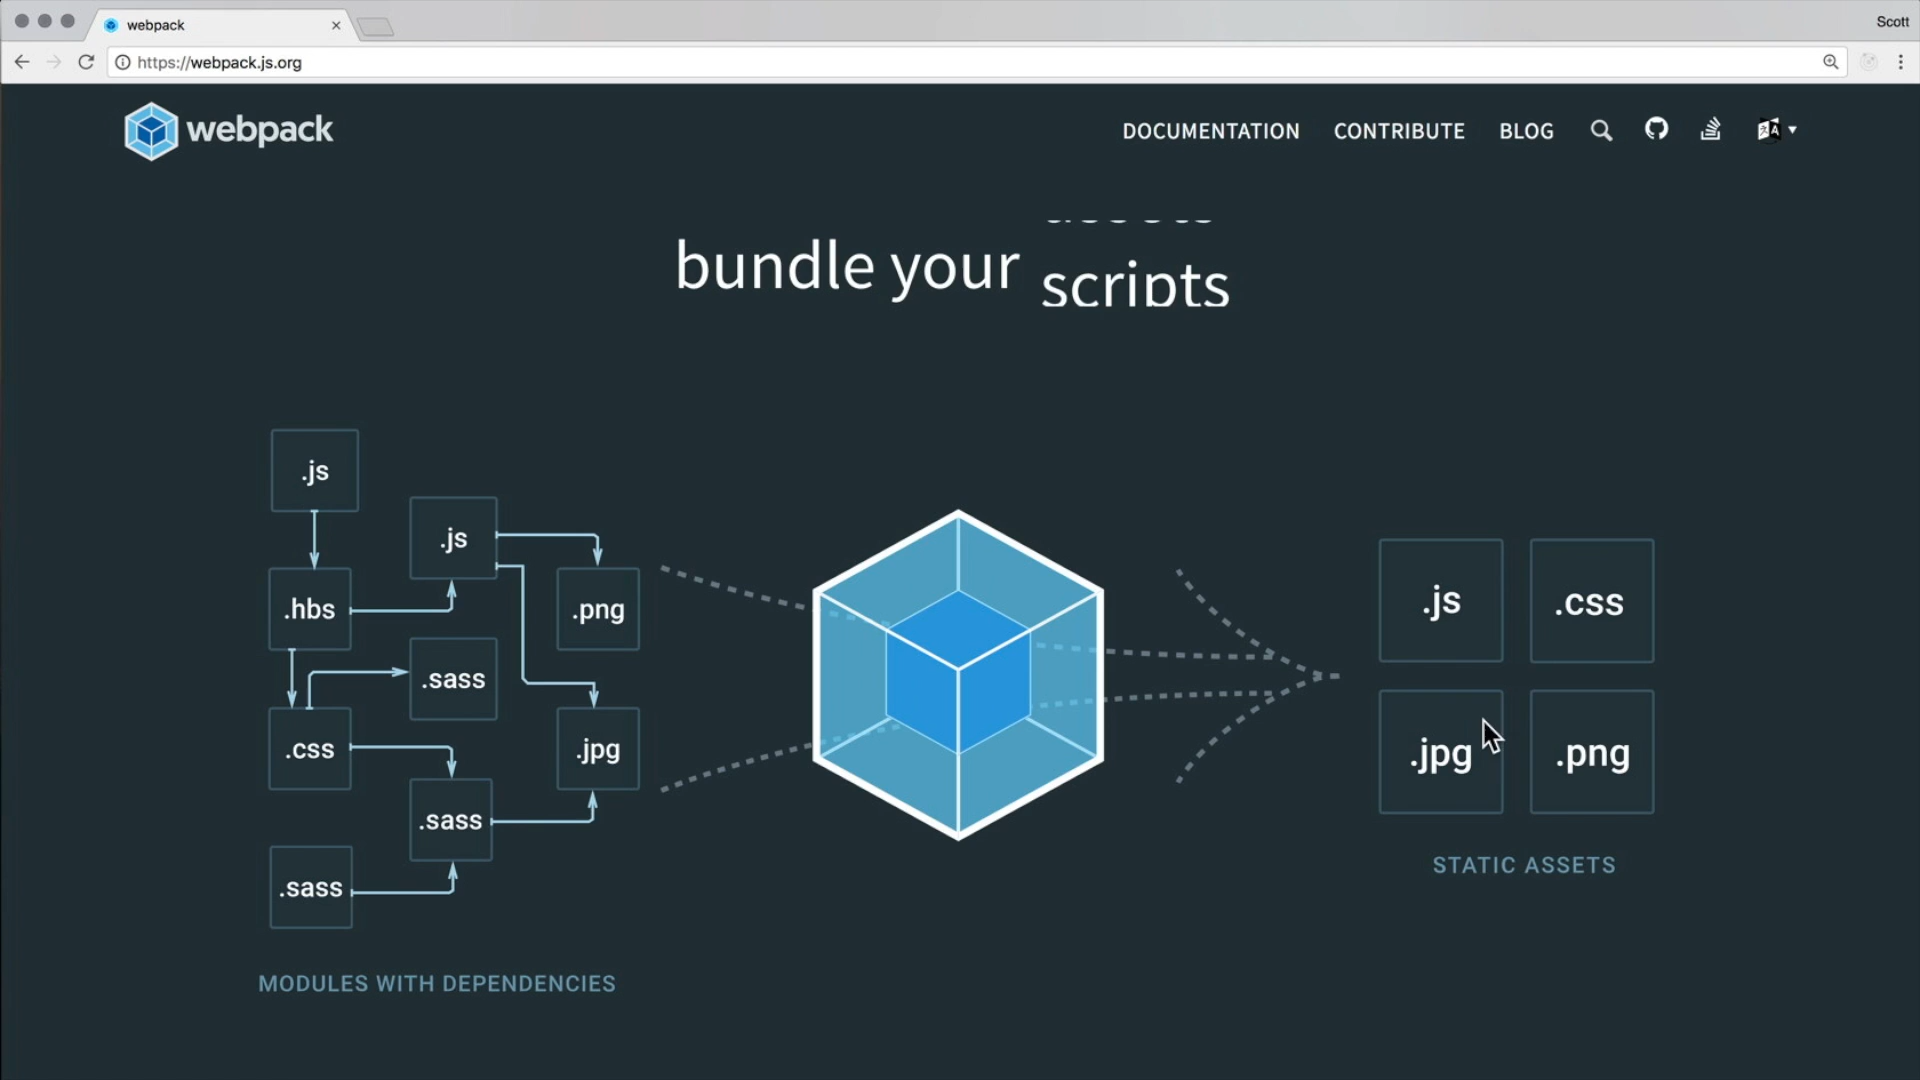 webpack
Scott
https://webpack.js.org
webpack
DOCUMENTATION
CONTRIBUTE
BLOG
bundle your
scripts
.js
.js
.hbs
.png
.sass
.css
.jpg
.sass
.sass
MODULES WITH DEPENDENCIES
.js
.css
.jpg
.png
STATIC ASSETS